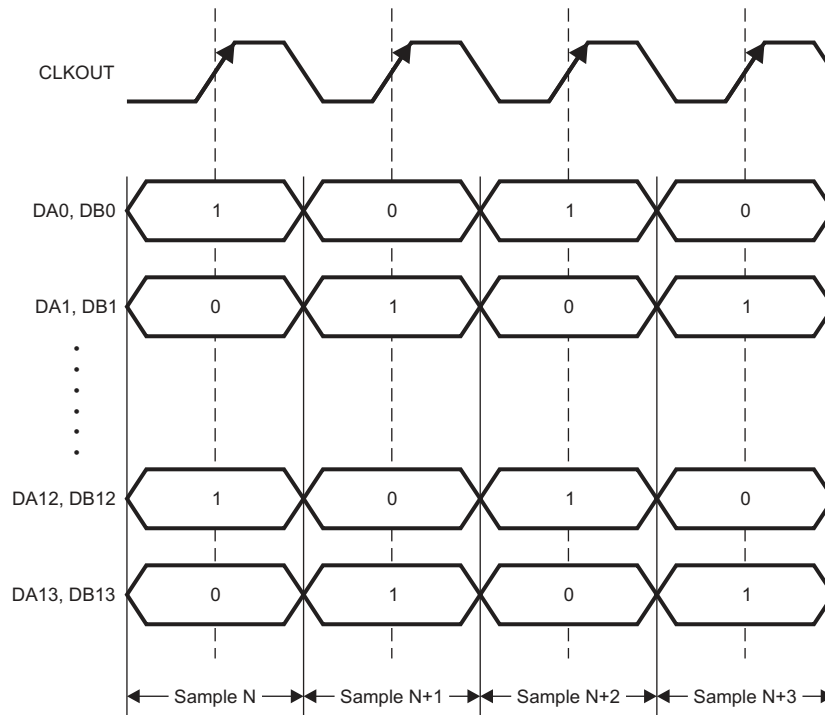 CLKOUT
DA0, DB0 1 0 1 0
DA1, DB1 0 1 0 1
DA12, DB12 1 0 1 0
DA13, DB13 0 1 0 1
Sample N Sample N+1 Sample N+2 Sample N+3